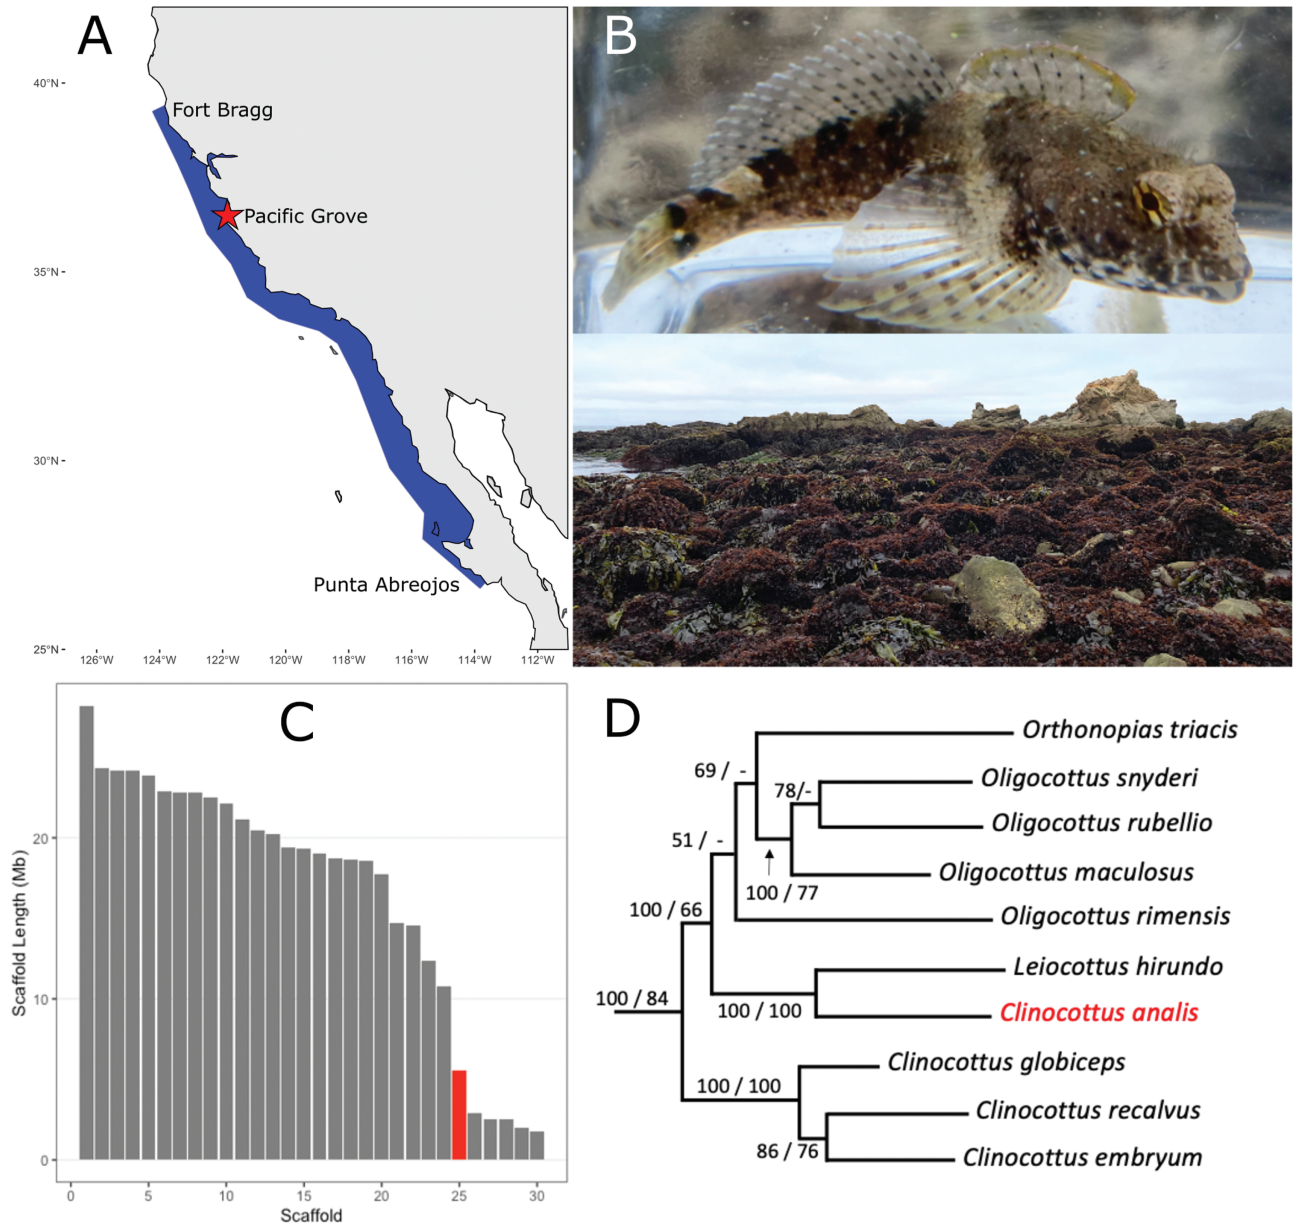 A
B
40°N
Fort Bragg
Pacific Grove
35°N
30°N
Punta Abreojos
25°N
126°W 124°W 122°W 120°W 118°W 116°W 114°W 112°W
C
Scaffold Length (Mb)
20
10
0
0 5 10 15 20 25 30
Scaffold
D
Orthonopias triacis
69 / -
Oligocottus snyderi
78/-
Oligocottus rubellio
51 / -
Oligocottus maculosus
100 / 77
100 / 66
Oligocottus rimensis
Leiocottus hirundo
100 / 84
100 / 100
Clinocottus analis
Clinocottus globiceps
100 / 100
Clinocottus recalvus
86 / 76
Clinocottus embryum